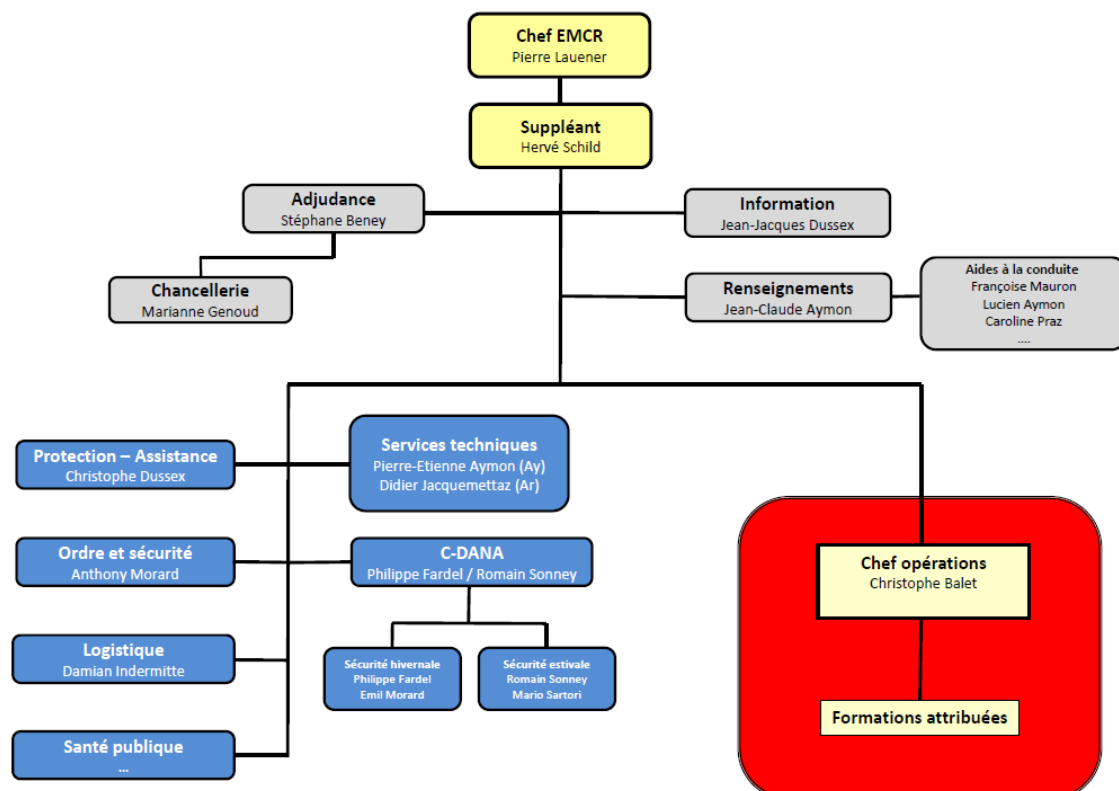 Chef EMCR
Pierre Lauener
Suppléant
Hervé Schild
Adjudance
Stéphane Beney
Information
Jean-Jacques Dussex
Chancellerie
Marianne Genoud
Renseignements
Jean-Claude Aymon
Aides à la conduite
Françoise Mauron
Lucien Aymon
Caroline Praz
....
Protection – Assistance
Christophe Dussex
Services techniques
Pierre-Etienne Aymon (Ay)
Didier Jacquemettaz (Ar)
Ordre et sécurité
Anthony Morard
C-DANA
Philippe Fardel / Romain Sonney
Chef opérations
Christophe Balet
Logistique
Damian Indermitte
Sécurité hivernale
Philippe Fardel
Emil Morard
Sécurité estivale
Romain Sonney
Mario Sartori
Formations attribuées
Santé publique
...